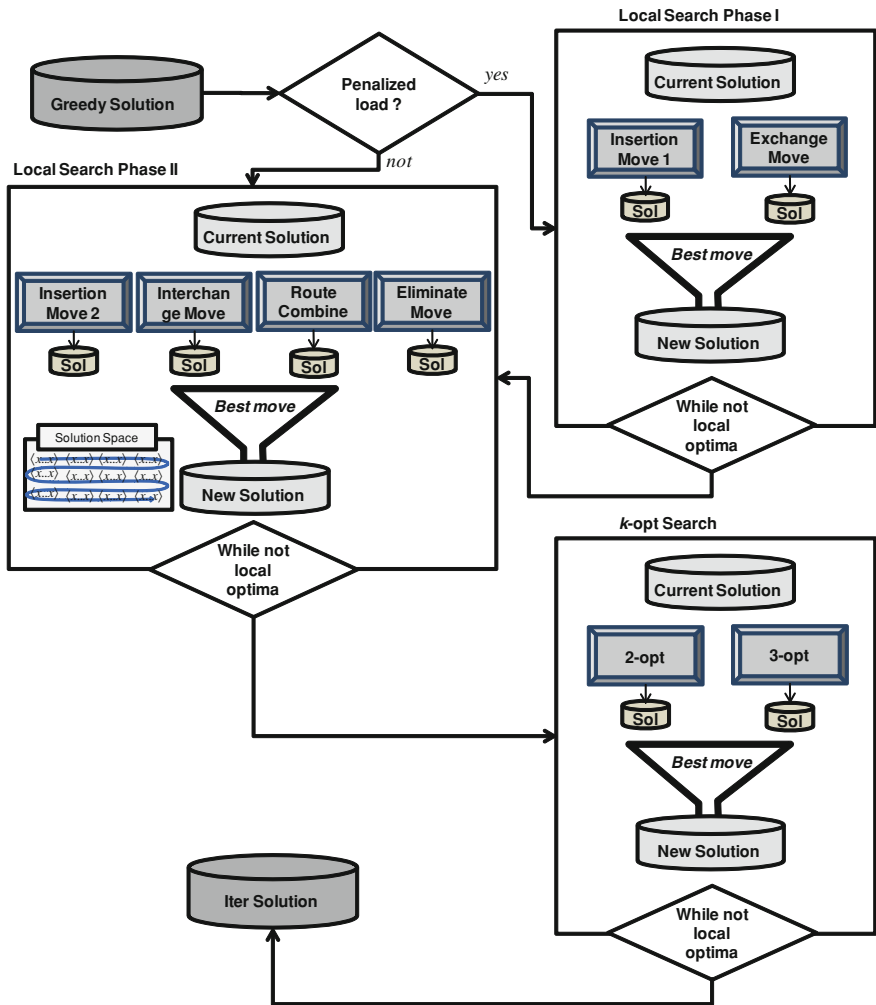 Local Search Phase I
Greedy Solution
Penalized
load ?
yes
not
Current Solution
Insertion
Move 1
Exchange
Move
Sol
Sol
Best move
New Solution
While not
local
optima
Local Search Phase II
Current Solution
Insertion
Move 2
Interchan
ge Move
Route
Combine
Eliminate
Move
Sol
Sol
Sol
Sol
Best move
Solution Space
⟨x...x⟩ ⟨x...x⟩ ⟨x...x⟩ ⟨x...x⟩
⟨x...x⟩ ⟨x...x⟩ ⟨x...x⟩ ⟨x...x⟩
⟨x...x⟩ ⟨x...x⟩ ⟨x...x⟩ ⟨x...x⟩
New Solution
While not
local
optima
k-opt Search
Current Solution
2-opt
3-opt
Sol
Sol
Best move
New Solution
While not
local
optima
Iter Solution